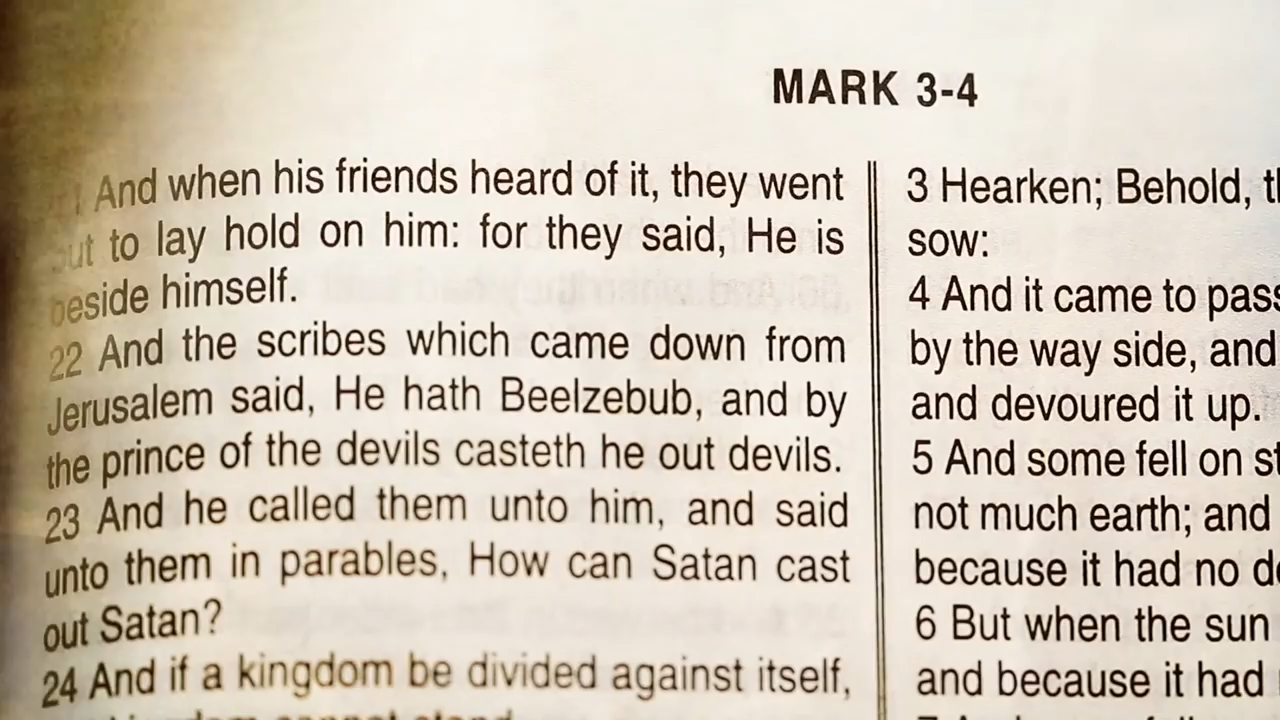 MARK 3-4
And when his friends heard of it, they went
out to lay hold on him: for they said, He is
beside himself.
22 And the scribes which came down from
Jerusalem said, He hath Beelzebub, and by
the prince of the devils casteth he out devils.
23 And he called them unto him, and said
unto them in parables, How can Satan cast
out Satan?
24 And if a kingdom be divided against itself,
kingdom cannot stand.
3 Hearken; Behold,
sow:
4 And it came to pass
by the way side, and
and devoured it up.
5 And some fell on
not much earth; and
because it had no
6 But when the sun
and because it had